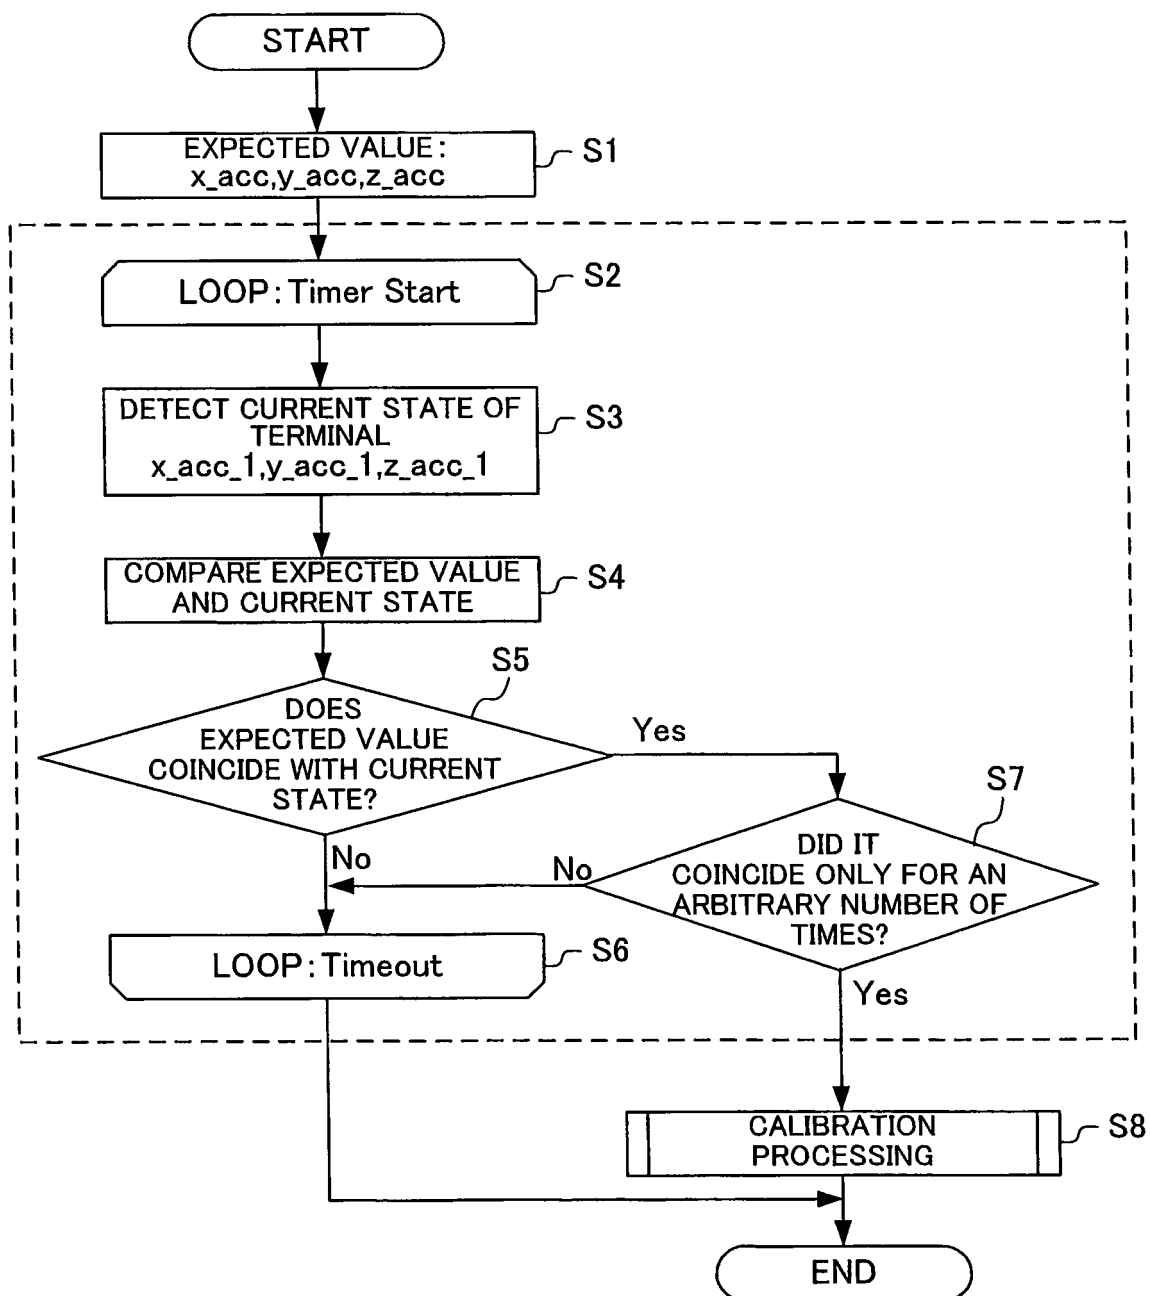 START
EXPECTED VALUE:
x_acc,y_acc,z_acc
S1
LOOP:Timer Start
S2
DETECT CURRENT STATE OF
TERMINAL
x_acc_1,y_acc_1,z_acc_1
S3
COMPARE EXPECTED VALUE
AND CURRENT STATE
S4
S5
DOES
EXPECTED VALUE
COINCIDE WITH CURRENT
STATE?
Yes
No
S7
DID IT
COINCIDE ONLY FOR AN
ARBITRARY NUMBER OF
TIMES?
No
Yes
LOOP:Timeout
S6
CALIBRATION
PROCESSING
S8
END